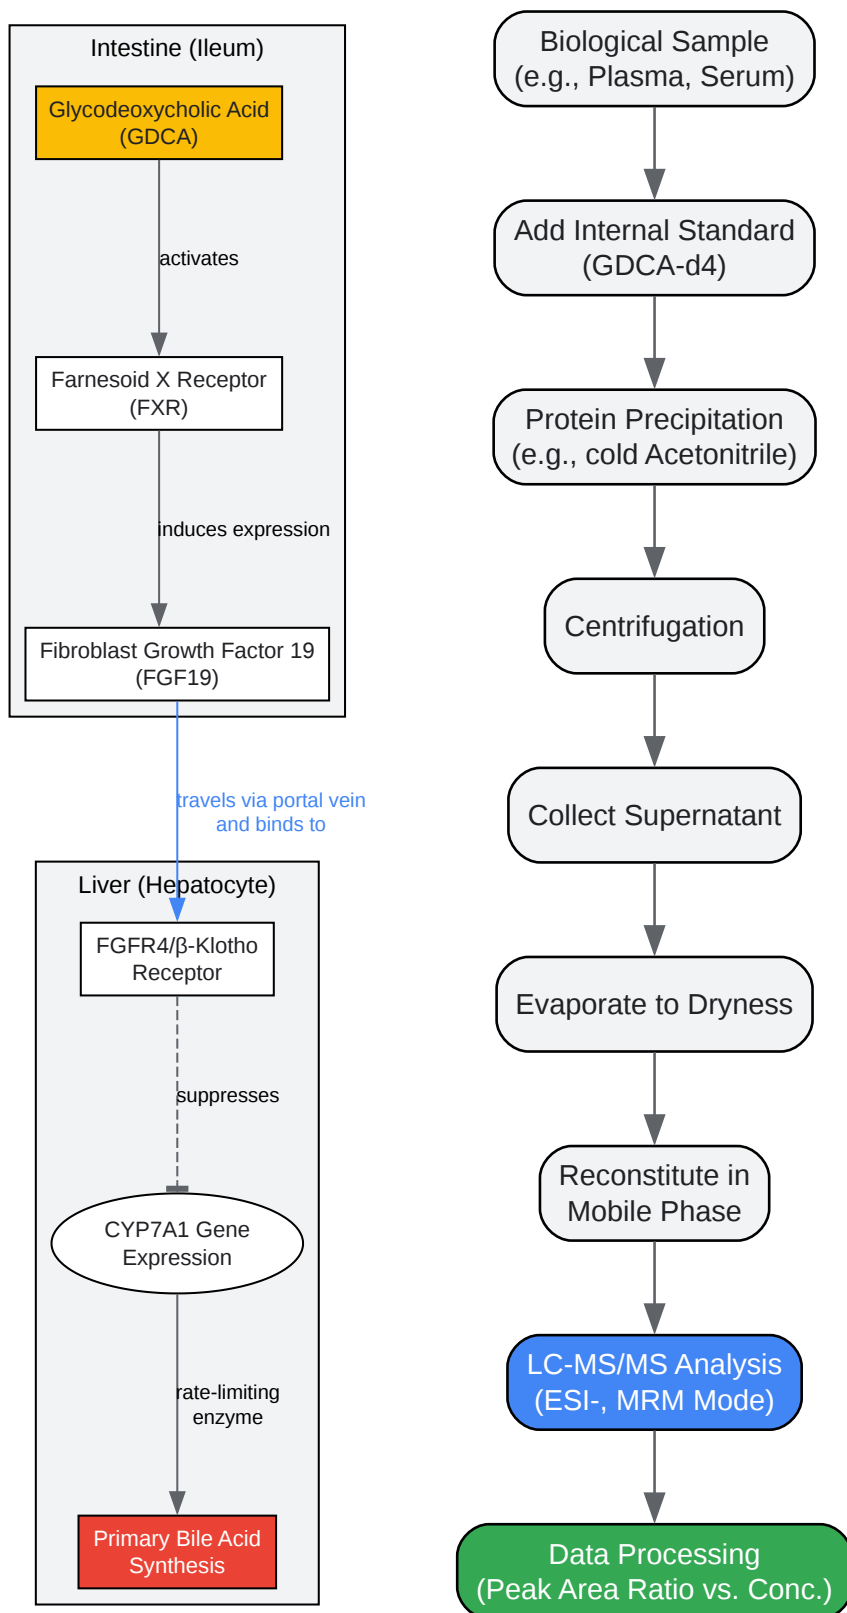 Intestine (Ileum)
Glycodeoxycholic Acid
(GDCA)
activates
Farnesoid X Receptor
(FXR)
induces expression
Fibroblast Growth Factor 19
(FGF19)
travels via portal vein
and binds to
Liver (Hepatocyte)
FGFR4/β-Klotho
Receptor
suppresses
CYP7A1 Gene
Expression
rate-limiting
enzyme
Primary Bile Acid
Synthesis
Biological Sample
(e.g., Plasma, Serum)
Add Internal Standard
(GDCA-d4)
Protein Precipitation
(e.g., cold Acetonitrile)
Centrifugation
Collect Supernatant
Evaporate to Dryness
Reconstitute in
Mobile Phase
LC-MS/MS Analysis
(ESI-, MRM Mode)
Data Processing
(Peak Area Ratio vs. Conc.)